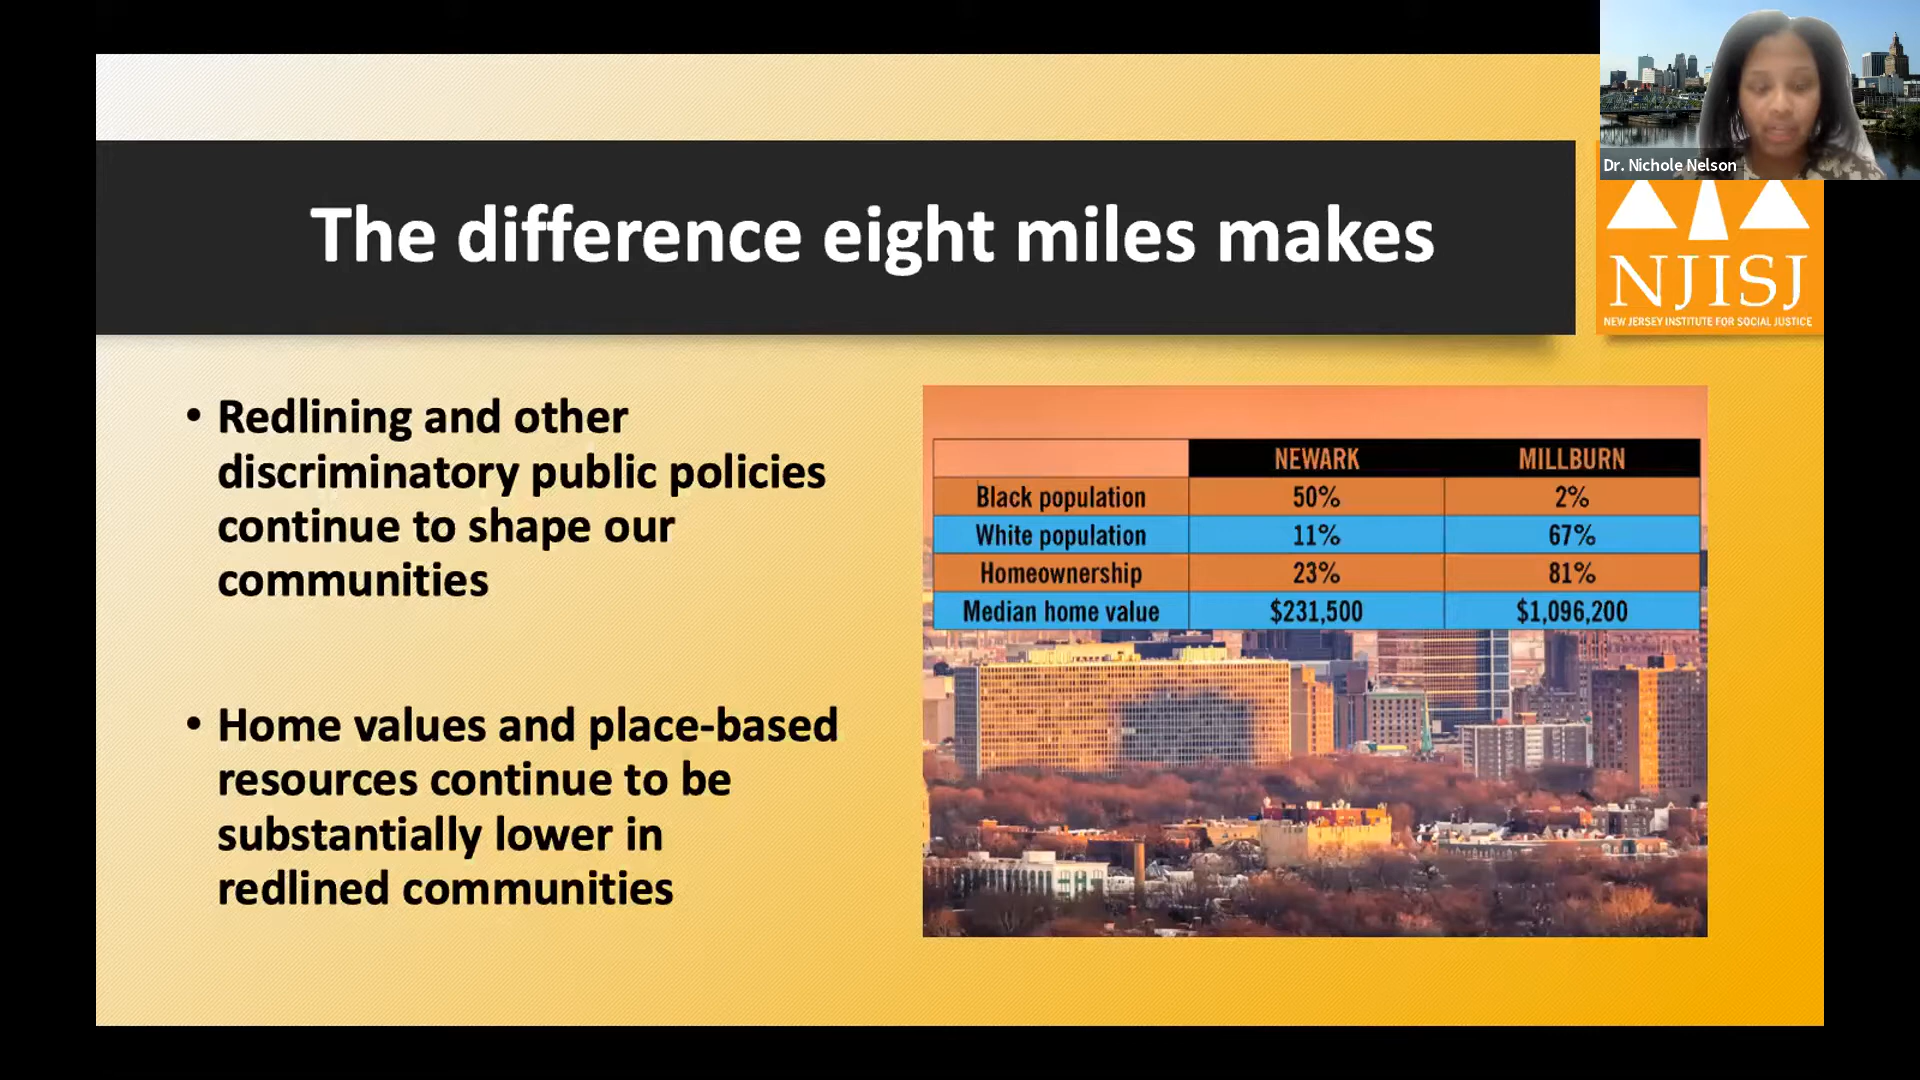 Dr. Nichole Nelson
The difference eight miles makes
NJISJ
NEW JERSEY INSTITUTE FOR SOCIAL JUSTICE
• Redlining and other
discriminatory public policies
continue to shape our
communities
• Home values and place-based
resources continue to be
substantially lower in
redlined communities
NEWARK MILLBURN
Black population 50% 2%
White population 11% 67%
Homeownership 23% 81%
Median home value $231,500 $1,096,200